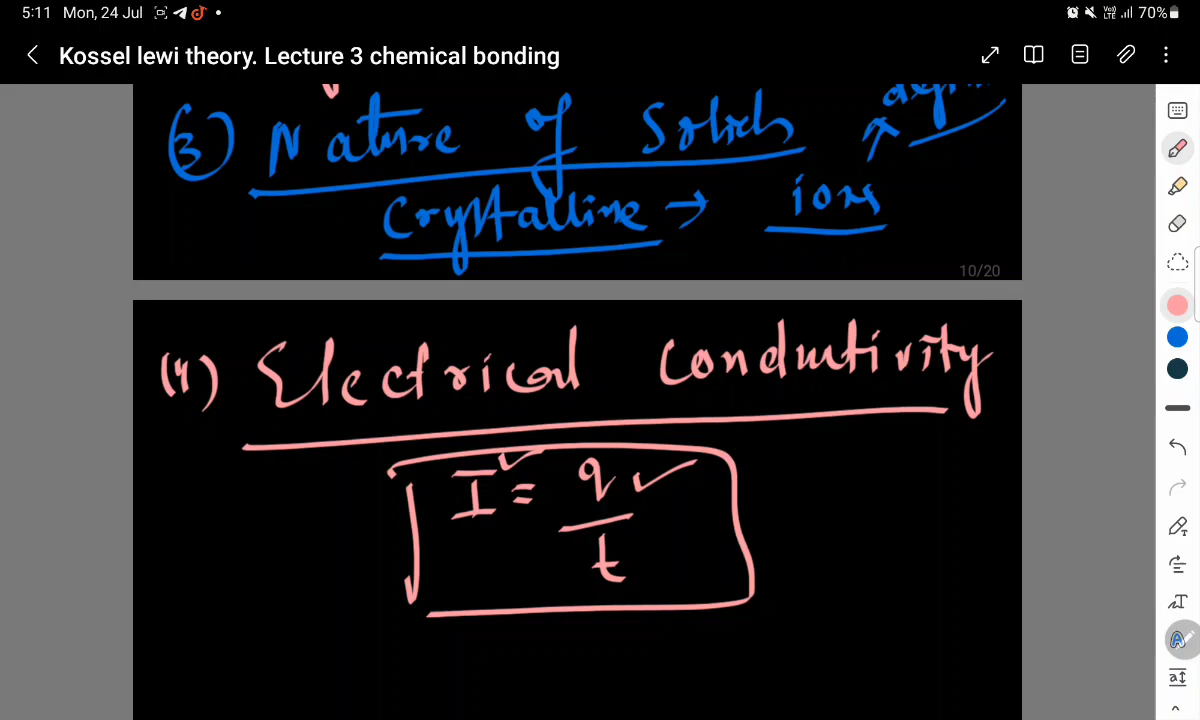 5:11 Mon, 24 Jul 70%
Kossel lewi theory. Lecture 3 chemical bonding
(3) Nature of Solids
Crystalline → ions
10/20
(4) Electrical conductivity
I = q
t